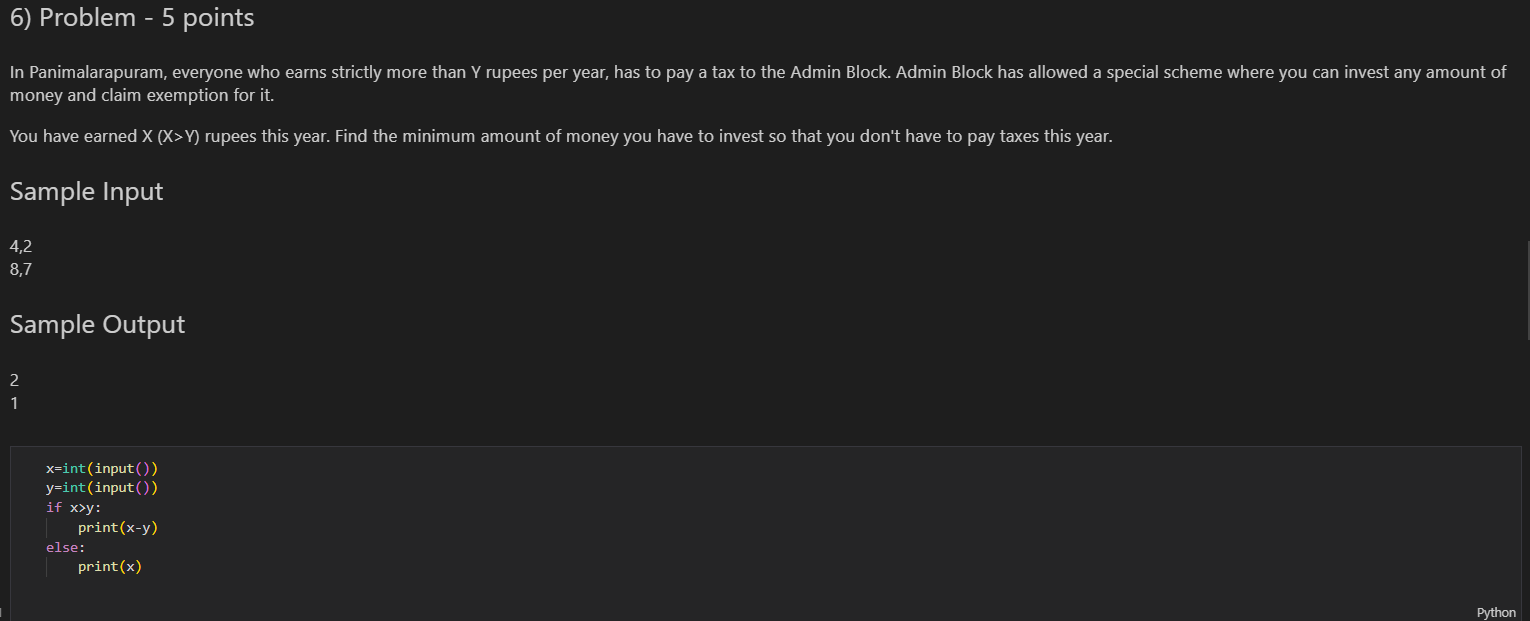 6) Problem - 5 points
In Panimalarapuram, everyone who earns strictly more than Y rupees per year, has to pay a tax to the Admin Block. Admin Block has allowed a special scheme where you can invest any amount of
money and claim exemption for it.
You have earned X (X>Y) rupees this year. Find the minimum amount of money you have to invest so that you don't have to pay taxes this year.
Sample Input
4,2
8,7
Sample Output
2
1
x=int(input())
y=int(input())
if x>y:
    print(x-y)
else:
    print(x)
Python